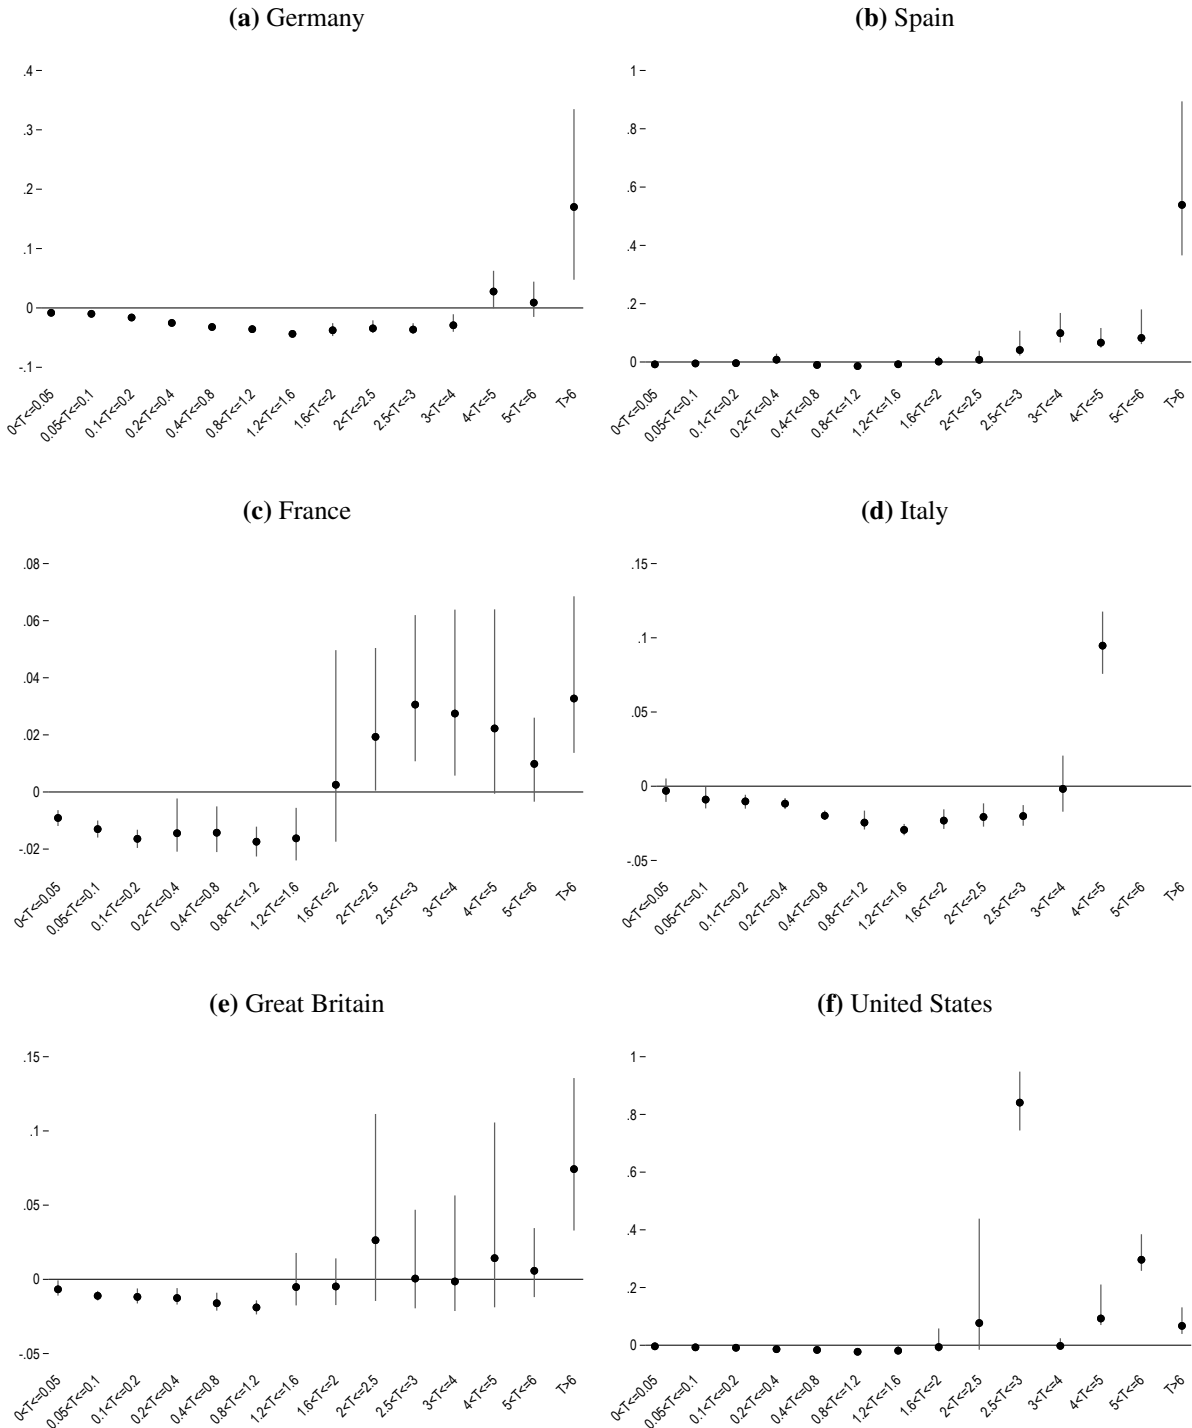 (a) Germany
.4
.3
.2
.1
0
-.1
0<T<=0.05
0.05<T<=0.1
0.1<T<=0.2
0.2<T<=0.4
0.4<T<=0.8
0.8<T<=1.2
1.2<T<=1.6
1.6<T<=2
2<T<=2.5
2.5<T<=3
3<T<=4
4<T<=5
5<T<=6
T>6
(b) Spain
1
.8
.6
.4
.2
0
0<T<=0.05
0.05<T<=0.1
0.1<T<=0.2
0.2<T<=0.4
0.4<T<=0.8
0.8<T<=1.2
1.2<T<=1.6
1.6<T<=2
2<T<=2.5
2.5<T<=3
3<T<=4
4<T<=5
5<T<=6
T>6
(c) France
.08
.06
.04
.02
0
-.02
0<T<=0.05
0.05<T<=0.1
0.1<T<=0.2
0.2<T<=0.4
0.4<T<=0.8
0.8<T<=1.2
1.2<T<=1.6
1.6<T<=2
2<T<=2.5
2.5<T<=3
3<T<=4
4<T<=5
5<T<=6
T>6
(d) Italy
.15
.1
.05
0
-.05
0<T<=0.05
0.05<T<=0.1
0.1<T<=0.2
0.2<T<=0.4
0.4<T<=0.8
0.8<T<=1.2
1.2<T<=1.6
1.6<T<=2
2<T<=2.5
2.5<T<=3
3<T<=4
4<T<=5
5<T<=6
T>6
(e) Great Britain
.15
.1
.05
0
-.05
0<T<=0.05
0.05<T<=0.1
0.1<T<=0.2
0.2<T<=0.4
0.4<T<=0.8
0.8<T<=1.2
1.2<T<=1.6
1.6<T<=2
2<T<=2.5
2.5<T<=3
3<T<=4
4<T<=5
5<T<=6
T>6
(f) United States
1
.8
.6
.4
.2
0
0<T<=0.05
0.05<T<=0.1
0.1<T<=0.2
0.2<T<=0.4
0.4<T<=0.8
0.8<T<=1.2
1.2<T<=1.6
1.6<T<=2
2<T<=2.5
2.5<T<=3
3<T<=4
4<T<=5
5<T<=6
T>6